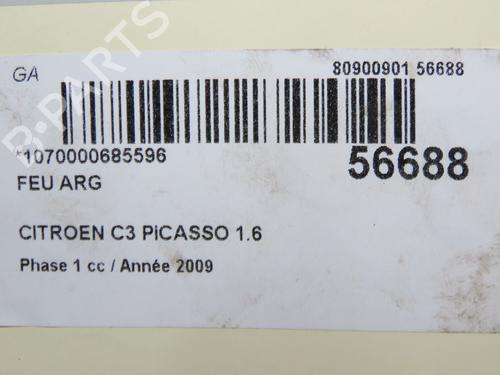 B-PARTS
GA
80900901 56688
*1070000685596
56688
FEU ARG
CITROEN C3 PICASSO 1.6
Phase 1 cc / Année 2009